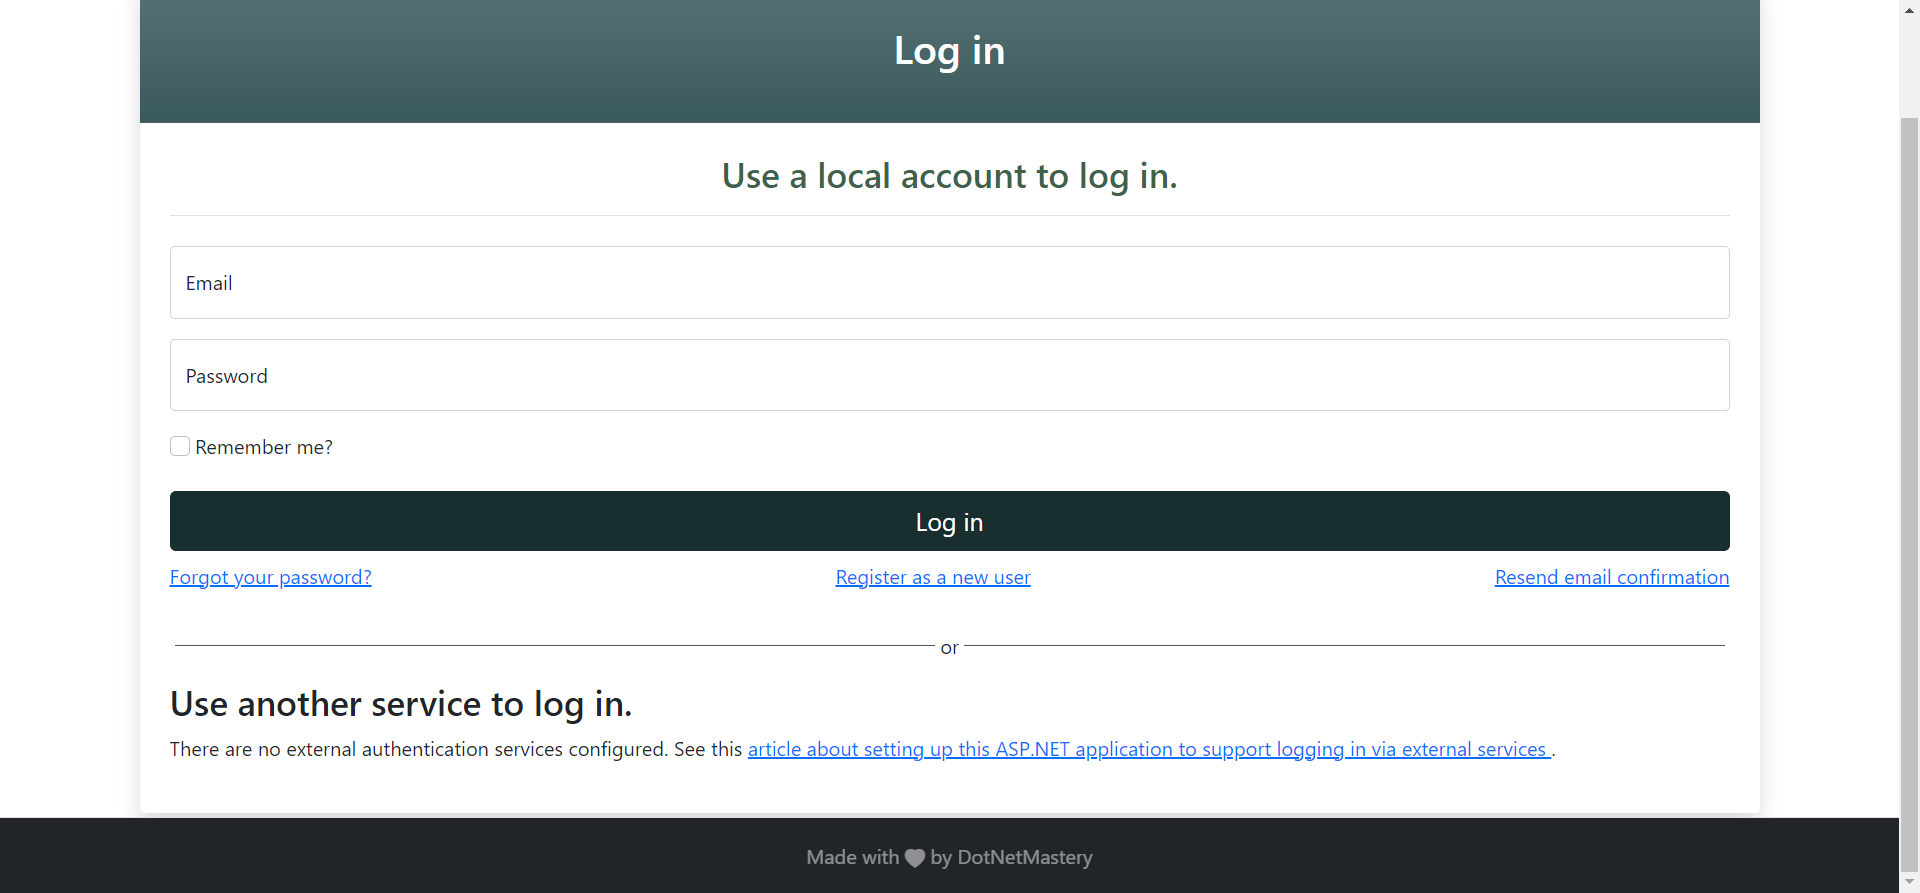 Log in
Use a local account to log in.
Email
Password
Remember me?
Log in
Forgot your password? Register as a new user Resend email confirmation
or
Use another service to log in.
There are no external authentication services configured. See this article about setting up this ASP.NET application to support logging in via external services .
Made with by DotNetMastery